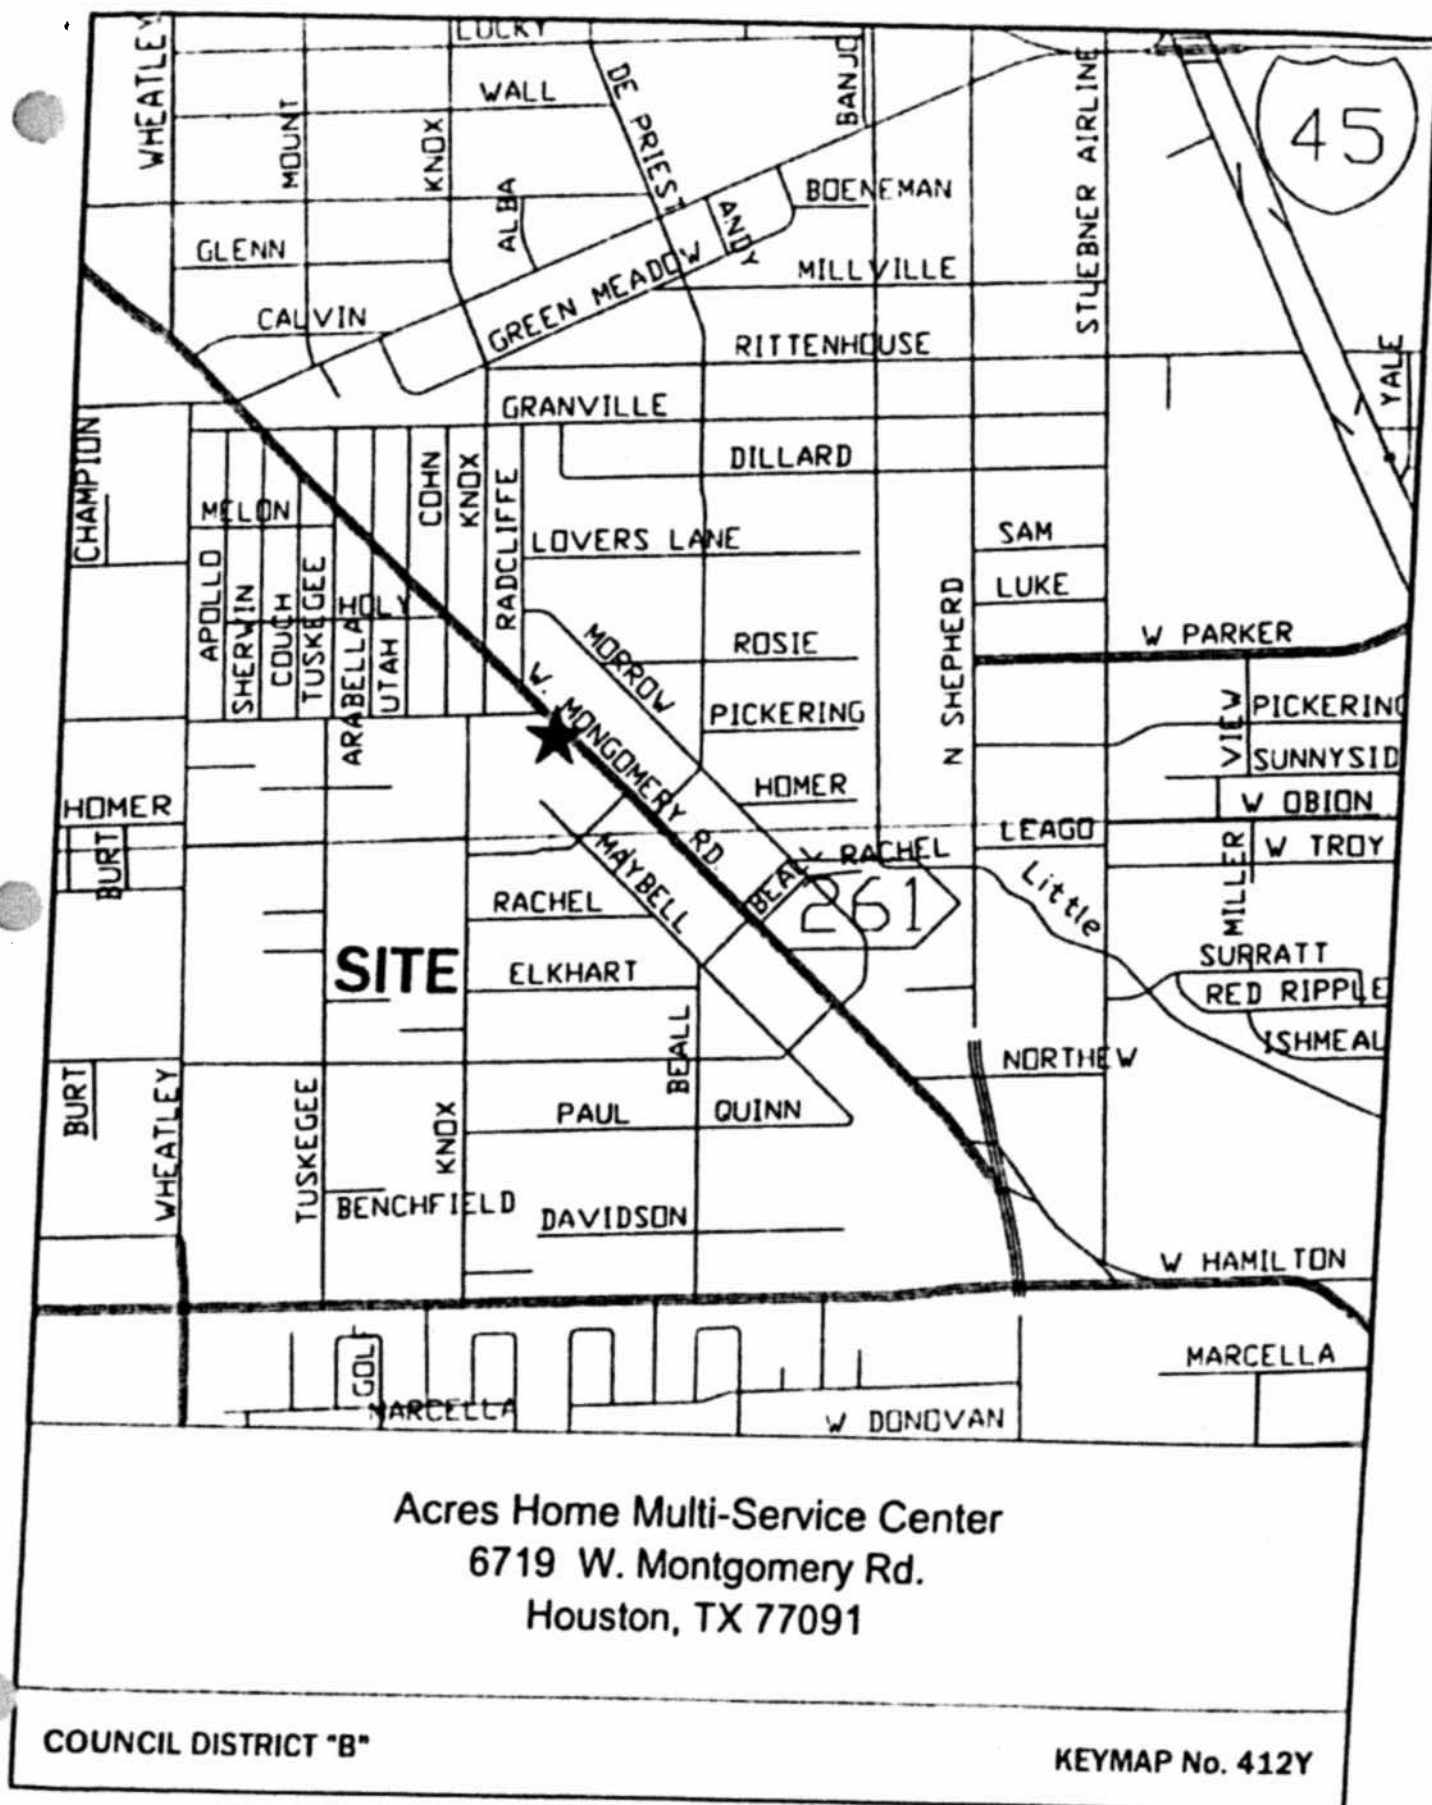 LUCKY
WHEATLEY
WALL
MOUNT
KNOX
DE PRIEST
BANJO
STUEBNER AIRLINE
45
ALBA
ANDY
BOENEMAN
GLENN
GREEN MEADOW
MILLVILLE
CALVIN
RITTENHOUSE
YALE
GRANVILLE
CHAMPION
COHN
KNOX
RADCLIFFE
DILLARD
MELON
LOVERS LANE
SAM
APOLLO
SHERWIN
COUCH
TUSKEGEE
ARABELLA
HOLY
UTAH
LUKE
N SHEPHERD
W PARKER
MORROW
ROSIE
W. MONTGOMERY RD.
PICKERING
VIEW
PICKERING
SUNNYSID
HOMER
HOMER
W OBION
BURT
LEAGO
MILLER
W TROY
MAYBELL
BEAL
W RACHEL
261
Little
RACHEL
SITE
ELKHART
SURRATT
RED RIPPLE
ISHMEAL
BEALL
NORTHEW
BURT
WHEATLEY
TUSKEGEE
KNOX
PAUL QUINN
BENCHFIELD
DAVIDSON
W HAMILTON
GOLF
MARCELLA
MARCELLA
W DONOVAN
Acres Home Multi-Service Center
6719 W. Montgomery Rd.
Houston, TX 77091
COUNCIL DISTRICT "B"
KEYMAP No. 412Y